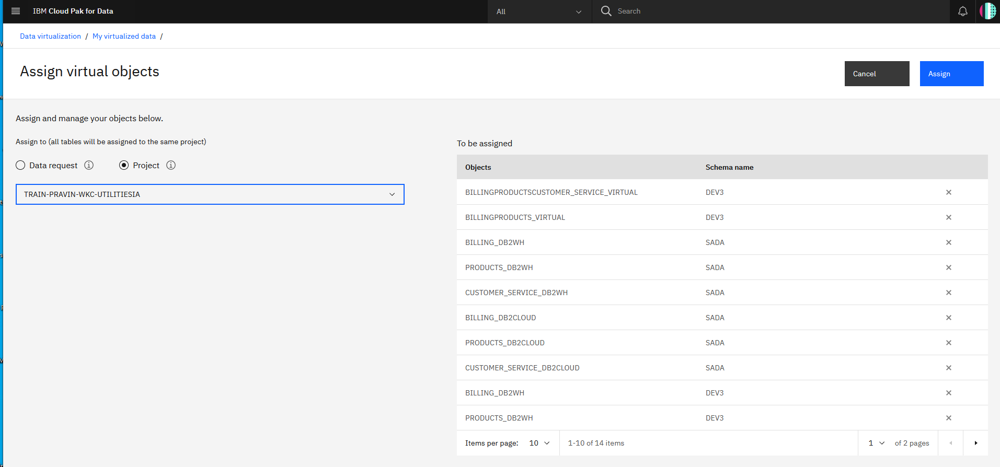 IBM Cloud Pak for Data
All
Search
Data virtualization / My virtualized data /
Assign virtual objects
Cancel
Assign
Assign and manage your objects below.
Assign to (all tables will be assigned to the same project)
Data request
Project
TRAIN-PRAVIN-WKC-UTILITIESIA
To be assigned
Objects Schema name
BILLINGPRODUCTSCUSTOMER_SERVICE_VIRTUAL DEV3
BILLINGPRODUCTS_VIRTUAL DEV3
BILLING_DB2WH SADA
PRODUCTS_DB2WH SADA
CUSTOMER_SERVICE_DB2WH SADA
BILLING_DB2CLOUD SADA
PRODUCTS_DB2CLOUD SADA
CUSTOMER_SERVICE_DB2CLOUD SADA
BILLING_DB2WH DEV3
PRODUCTS_DB2WH DEV3
Items per page: 10 1-10 of 14 items 1 of 2 pages